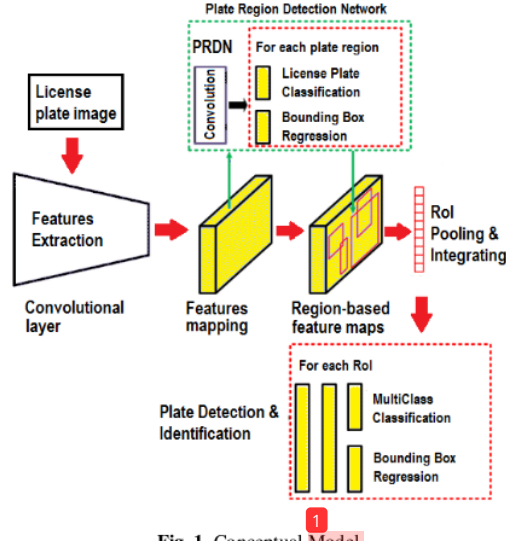 Plate Region Detection Network
PRDN
For each plate region
Convolution
License Plate
Classification
Bounding Box
Regression
License
plate image
Features
Extraction
Convolutional
layer
Features
mapping
Region-based
feature maps
RoI
Pooling &
Integrating
For each RoI
Plate Detection &
Identification
MultiClass
Classification
Bounding Box
Regression
1
Fig. 1. Conceptual Model